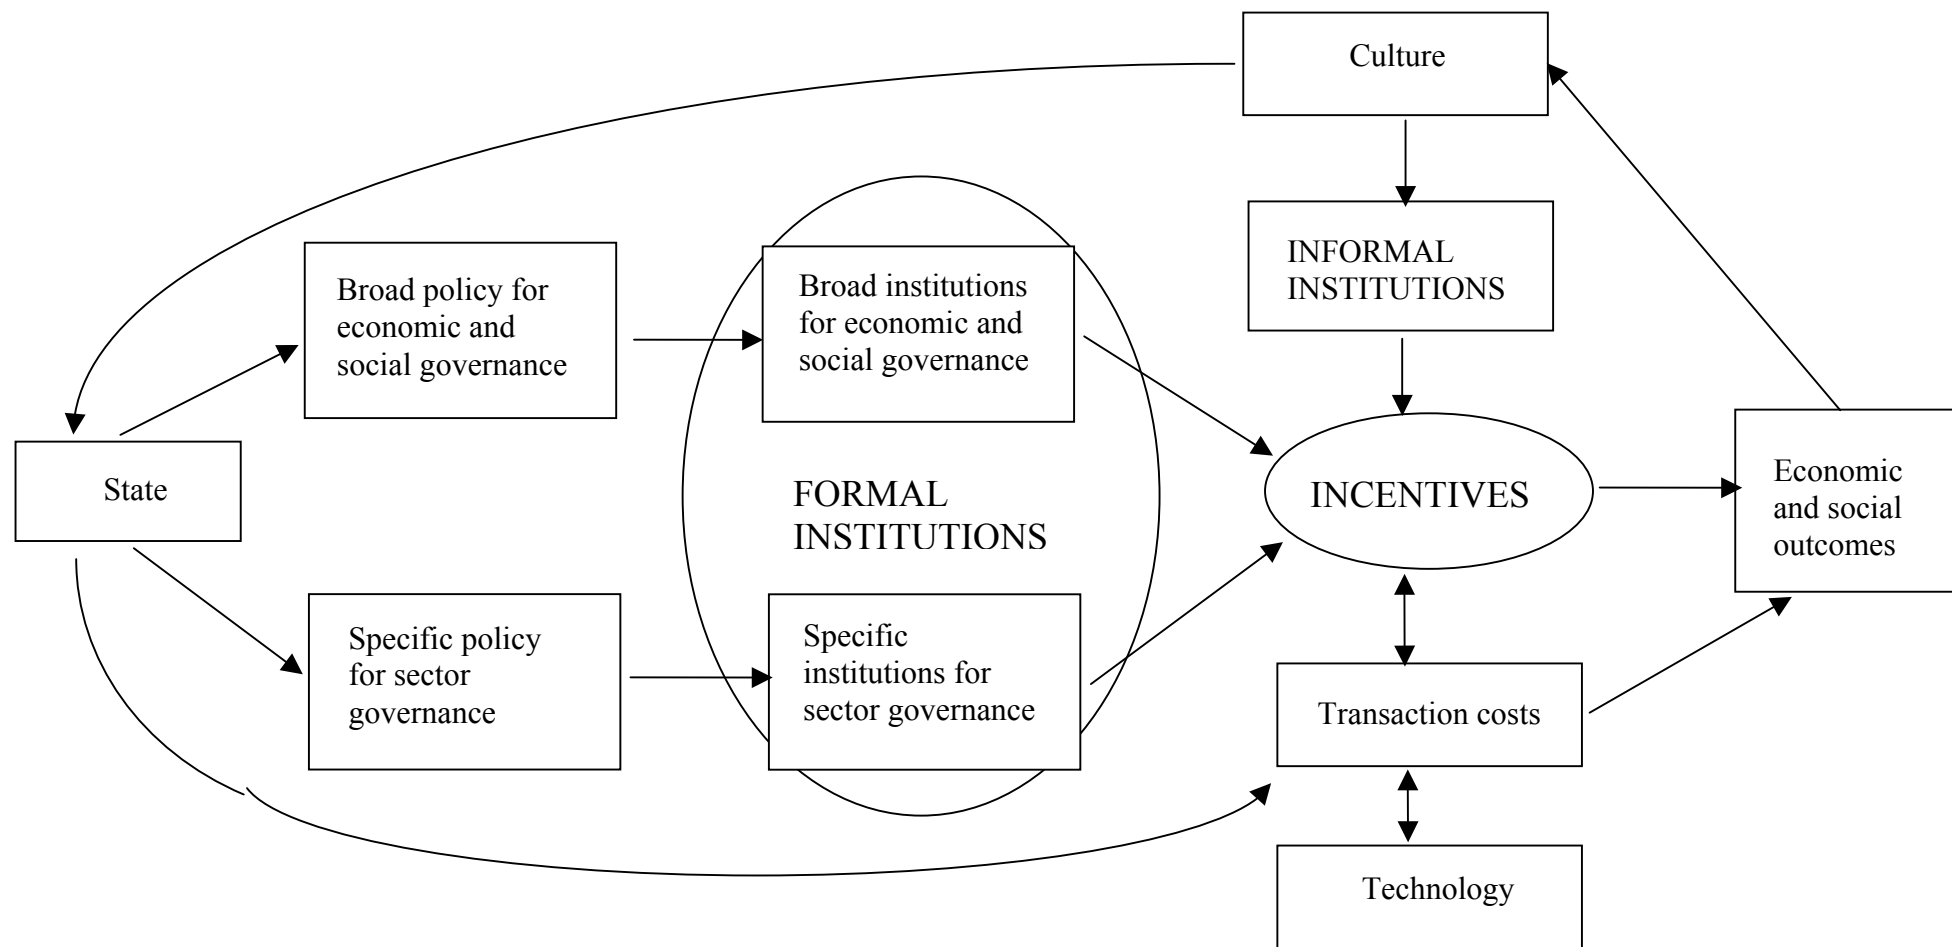 Culture
INFORMAL
INSTITUTIONS
Broad policy for
economic and
social governance
Broad institutions
for economic and
social governance
State
FORMAL
INSTITUTIONS
INCENTIVES
Economic
and social
outcomes
Specific policy
for sector
governance
Specific
institutions for
sector governance
Transaction costs
Technology